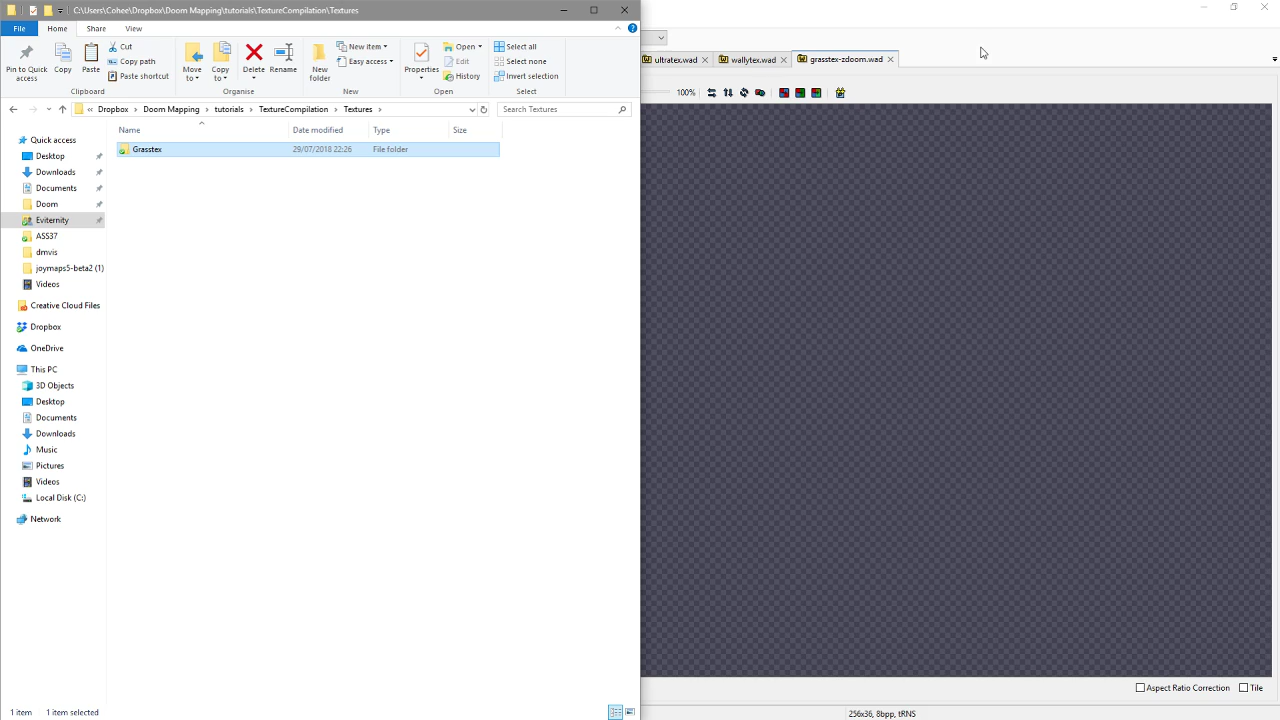 C:\Users\Cohee\Dropbox\Doom Mapping\tutorials\TextureCompilation\Textures
File Home Share View
Pin to Quick access
Copy
Paste
Cut
Copy path
Paste shortcut
Clipboard
Move to
Copy to
Delete
Rename
Organise
New folder
New item
Easy access
New
Properties
Open
Edit
History
Open
Select all
Select none
Invert selection
Select
« Dropbox › Doom Mapping › tutorials › TextureCompilation › Textures ›
Search Textures
Name Date modified Type Size
Grasstex 29/07/2018 22:26 File folder
Quick access
Desktop
Downloads
Documents
Doom
Eviternity
ASS37
dmvis
joymaps5-beta2 (1)
Videos
Creative Cloud Files
Dropbox
OneDrive
This PC
3D Objects
Desktop
Documents
Downloads
Music
Pictures
Videos
Local Disk (C:)
Network
1 item 1 item selected
ultratex.wad wallytex.wad grasstex-zdoom.wad
100%
Aspect Ratio Correction Tile
256x36, 8bpp, tRNS